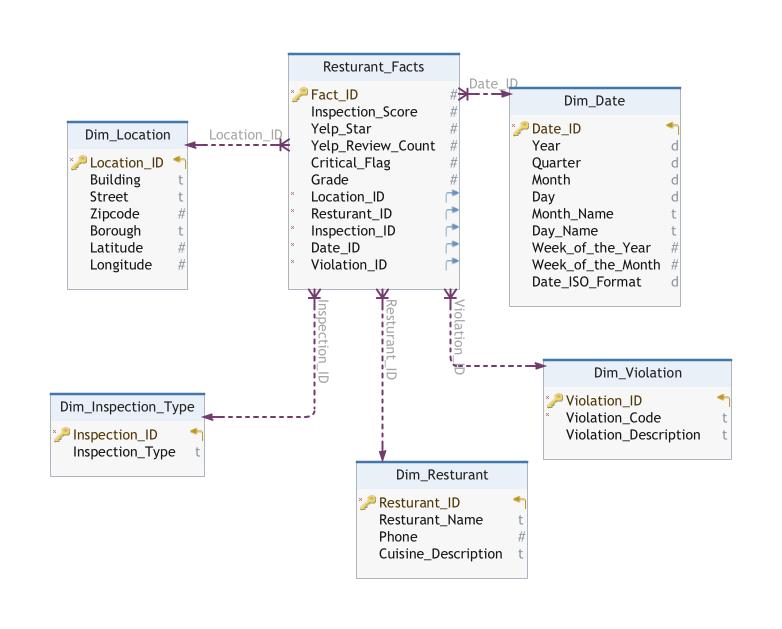 Resturant_Facts
Fact_ID #
Inspection_Score #
Yelp_Star #
Yelp_Review_Count #
Critical_Flag #
Grade #
Location_ID
Resturant_ID
Inspection_ID
Date_ID
Violation_ID
Date_ID
Dim_Date
Date_ID
Year d
Quarter d
Month d
Day d
Month_Name t
Day_Name t
Week_of_the_Year #
Week_of_the_Month #
Date_ISO_Format d
Location_ID
Dim_Location
Location_ID
Building t
Street t
Zipcode #
Borough t
Latitude #
Longitude #
Inspection_ID
Resturant_ID
Violation_ID
Dim_Violation
Violation_ID
Violation_Code t
Violation_Description t
Dim_Inspection_Type
Inspection_ID
Inspection_Type t
Dim_Resturant
Resturant_ID
Resturant_Name t
Phone #
Cuisine_Description t